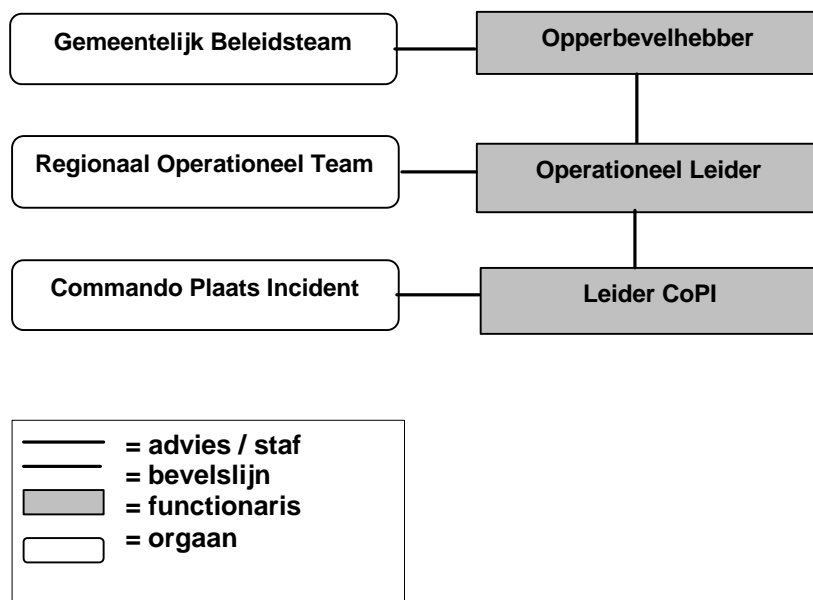 Gemeentelijk Beleidsteam
Opperbevelhebber
Regionaal Operationeel Team
Operationeel Leider
Commando Plaats Incident
Leider CoPI
= advies / staf
= bevelslijn
= functionaris
= orgaan